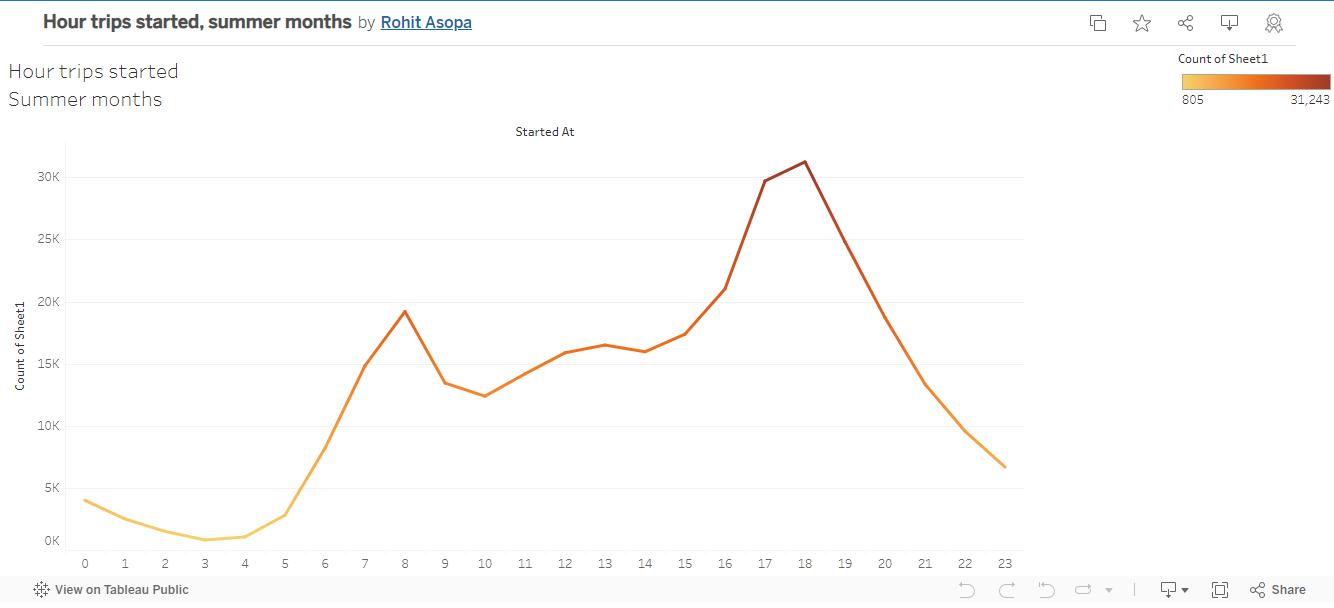 Hour trips started, summer months by Rohit Asopa
Count of Sheet1
805 31,243
Hour trips started
Summer months
Started At
Count of Sheet1
30K
25K
20K
15K
10K
5K
0K
0 1 2 3 4 5 6 7 8 9 10 11 12 13 14 15 16 17 18 19 20 21 22 23
View on Tableau Public
Share